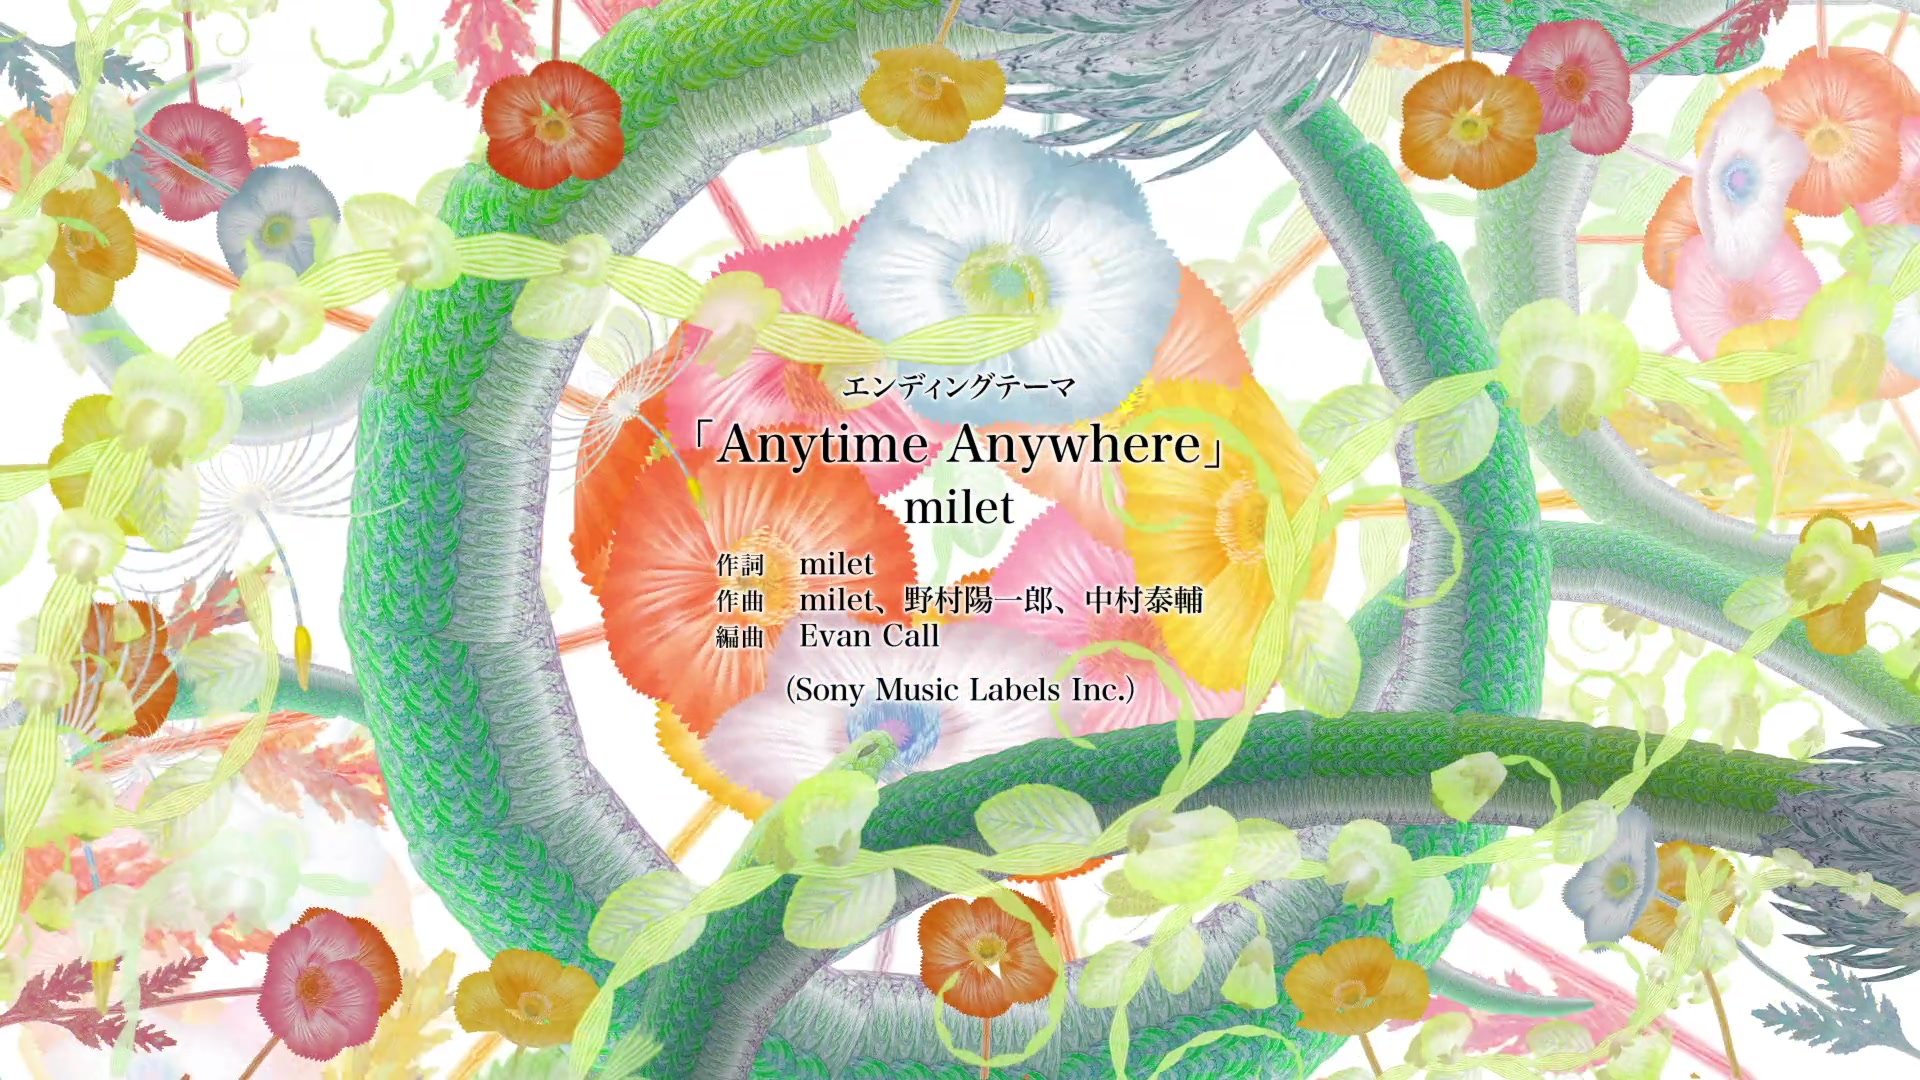 エンディングテーマ
「Anytime Anywhere」
milet
作詞 milet
作曲 milet、野村陽一郎、中村泰輔
編曲 Evan Call
(Sony Music Labels Inc.)